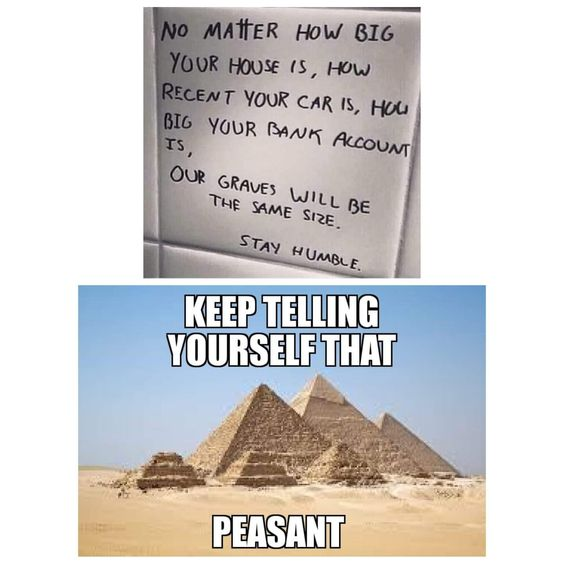 NO MATTER HOW BIG
YOUR HOUSE IS, HOW
RECENT YOUR CAR IS, HOW
BIG YOUR BANK ACCOUNT
IS,
OUR GRAVES WILL BE
THE SAME SIZE.
STAY HUMBLE.
KEEP TELLING
YOURSELF THAT
PEASANT